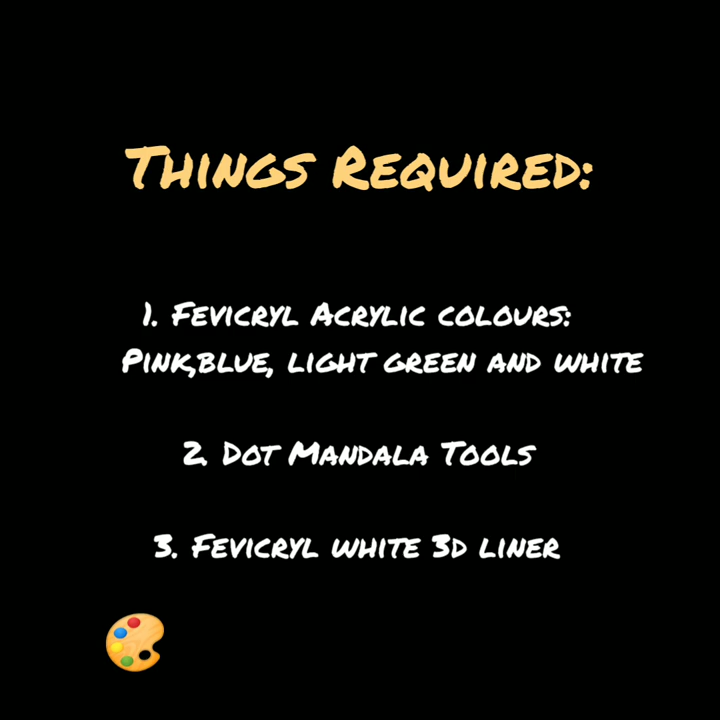 Things Required:
1. Fevicryl Acrylic colours:
Pink,blue, light green and white
2. Dot Mandala Tools
3. Fevicryl white 3d liner